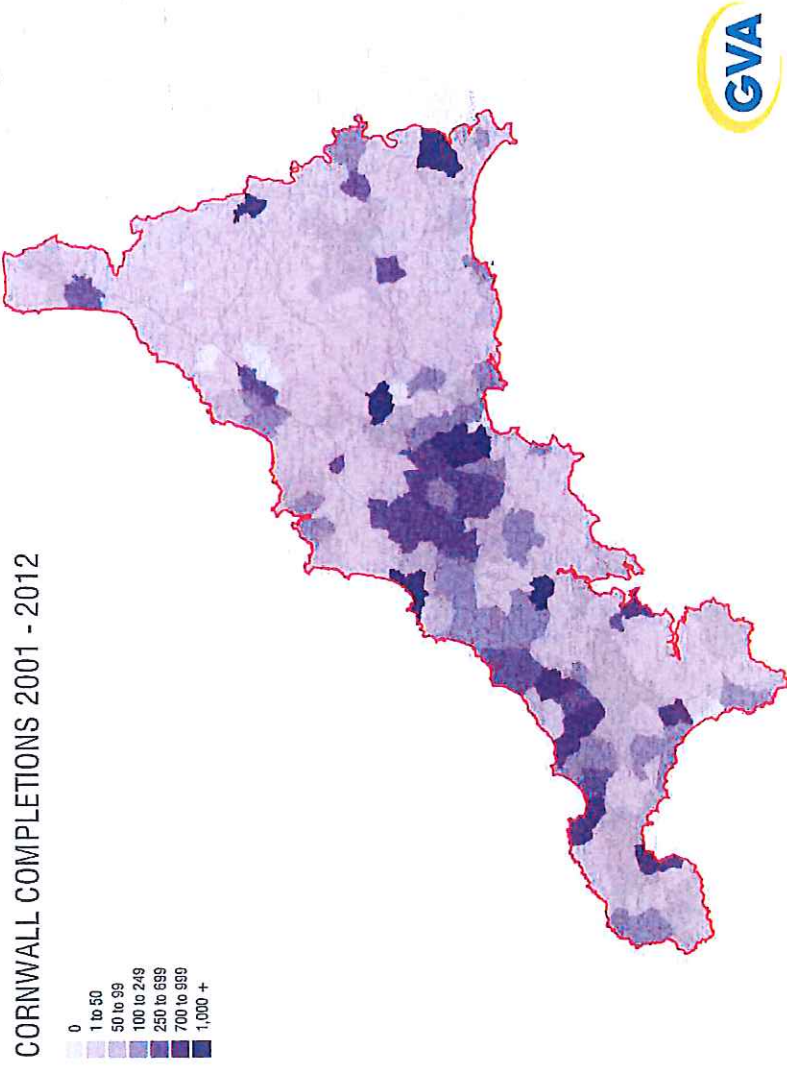 CORNWALL COMPLETIONS 2001 - 2012
0
1 to 50
50 to 99
100 to 249
250 to 699
700 to 999
1,000 +
GVA